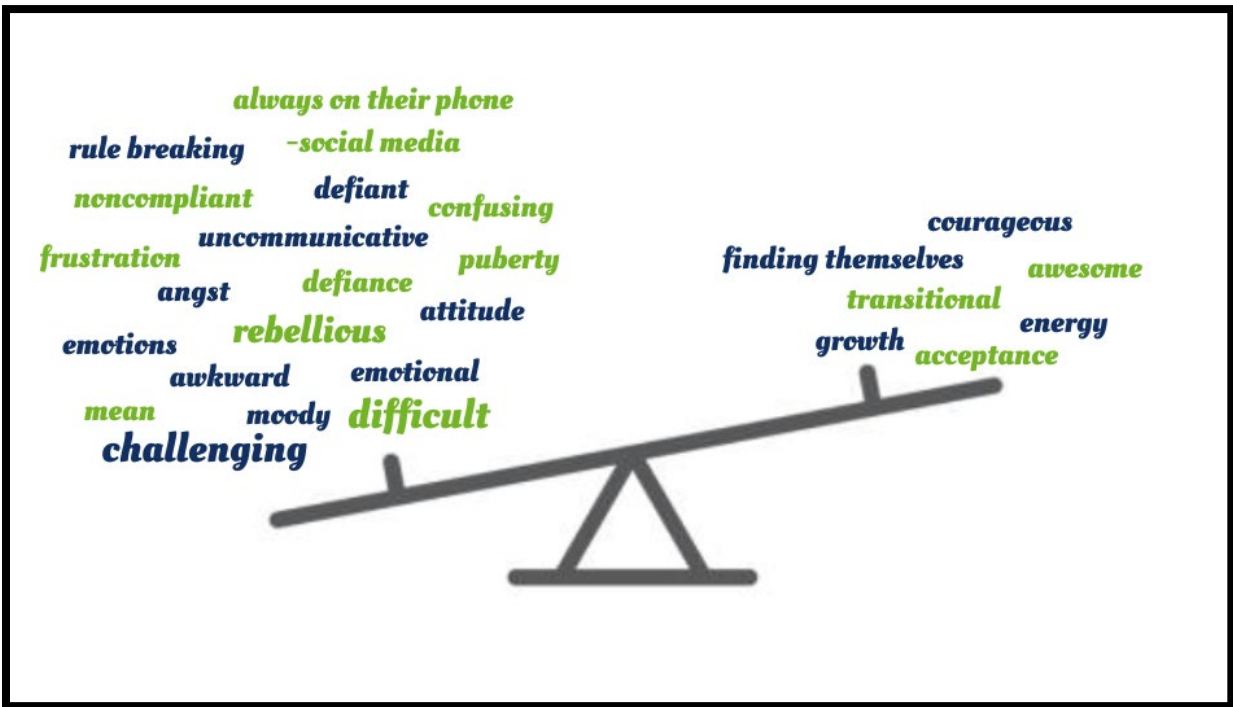 always on their phone
-social media
rule breaking
defiant
noncompliant
confusing
uncommunicative
frustration
puberty
defiance
angst
attitude
rebellious
emotions
emotional
awkward
mean
moody
difficult
challenging
courageous
finding themselves
awesome
transitional
energy
growth
acceptance